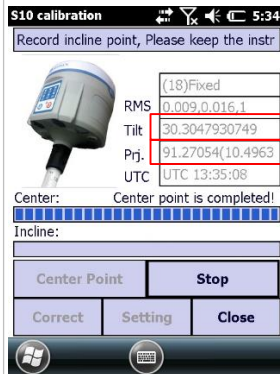 S10 calibration 5:34
Record incline point, Please keep the instr
(18)Fixed
RMS 0.009,0.016,1
Tilt 30.3047930749
Prj. 91.27054(10.4963
UTC UTC 13:35:08
Center: Center point is completed!
Incline:
Center Point Stop
Correct Setting Close